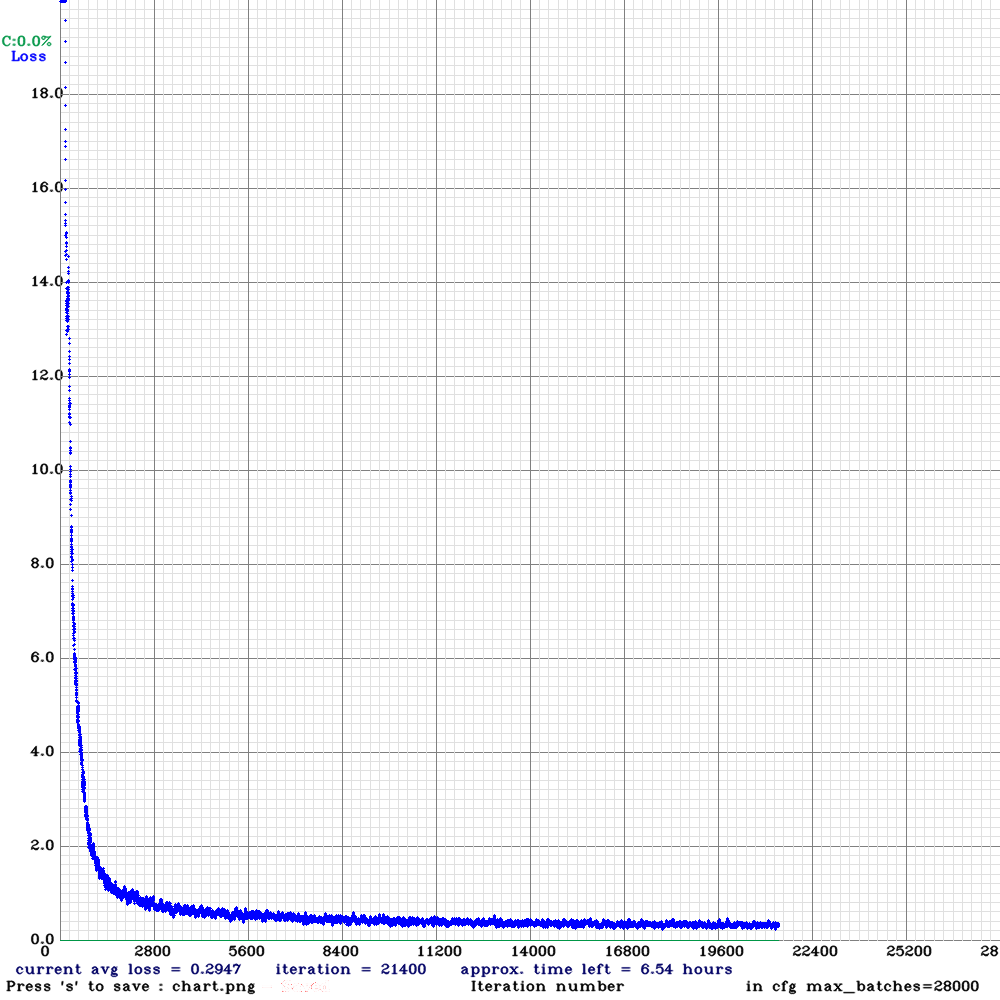 C:0.0%
Loss
18.0
16.0
14.0
12.0
10.0
8.0
6.0
4.0
2.0
0.0
0 2800 5600 8400 11200 14000 16800 19600 22400 25200 28
current avg loss = 0.2947 iteration = 21400 approx. time left = 6.54 hours
Press 's' to save : chart.png - Iteration number in cfg max_batches=28000